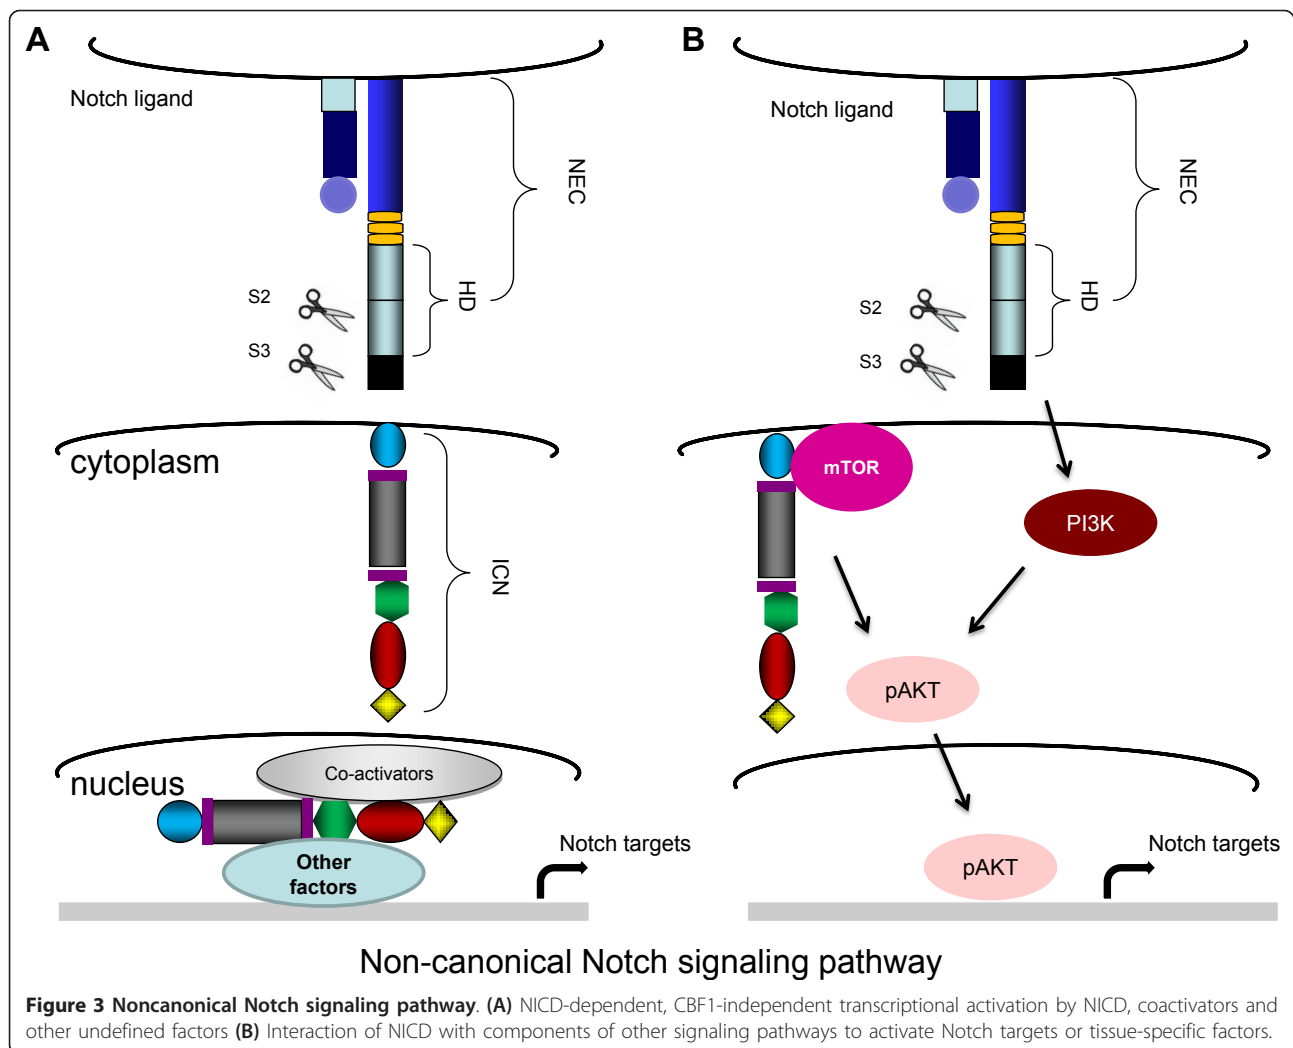 A
Notch ligand
NEC
HD
S2
S3
cytoplasm
ICN
nucleus
Co-activators
Other
factors
Notch targets
B
Notch ligand
NEC
HD
S2
S3
mTOR
PI3K
pAKT
pAKT
Notch targets
Non-canonical Notch signaling pathway
Figure 3 Noncanonical Notch signaling pathway. (A) NICD-dependent, CBF1-independent transcriptional activation by NICD, coactivators and
other undefined factors (B) Interaction of NICD with components of other signaling pathways to activate Notch targets or tissue-specific factors.